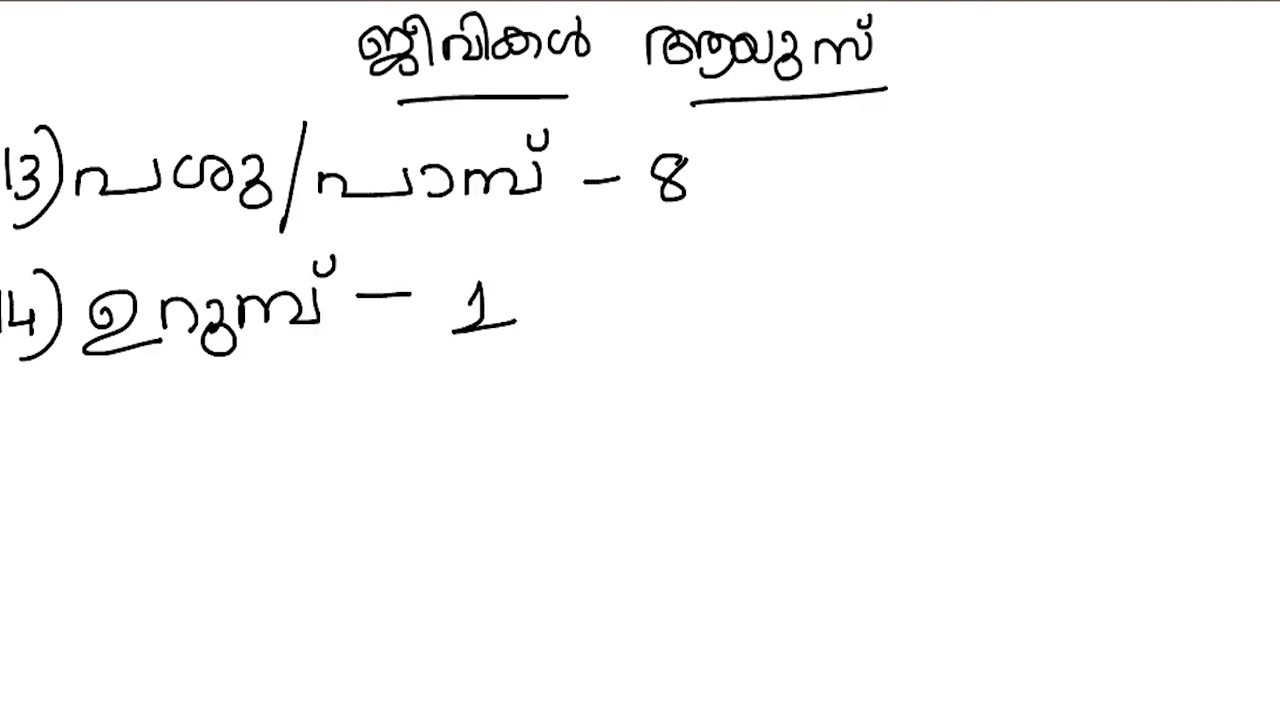 ജീവികൾ ആയുസ്
13) പശു/പാമ്പ് - 8
14) ഉറുമ്പ് - 1